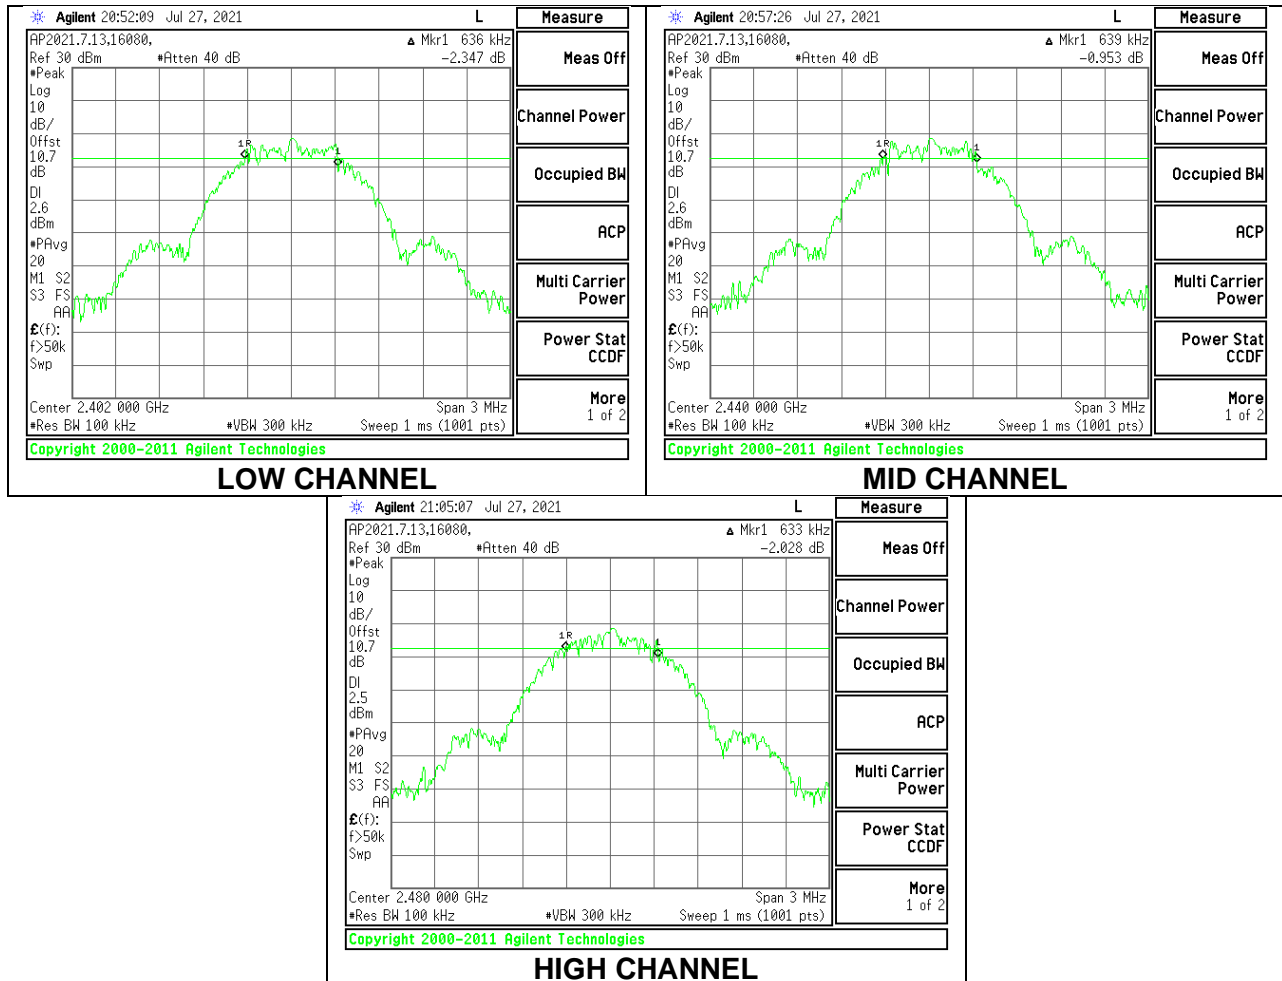 Agilent 20:52:09 Jul 27, 2021 L Measure
AP2021.7.13,16080, Δ Mkr1 636 kHz
Ref 30 dBm #Atten 40 dB -2.347 dB
#Peak
Log
10
dB/
Offst
10.7
dB
DI
2.6
dBm
#PAvg
20
M1 S2
S3 FS
AA
£(f):
f>50k
Swp
1R
1
Center 2.402 000 GHz Span 3 MHz
#Res BW 100 kHz #VBW 300 kHz Sweep 1 ms (1001 pts)
Meas Off
Channel Power
Occupied BW
ACP
Multi Carrier
Power
Power Stat
CCDF
More
1 of 2
Copyright 2000-2011 Agilent Technologies
LOW CHANNEL
Agilent 20:57:26 Jul 27, 2021 L Measure
AP2021.7.13,16080, Δ Mkr1 639 kHz
Ref 30 dBm #Atten 40 dB -0.953 dB
#Peak
Log
10
dB/
Offst
10.7
dB
DI
2.6
dBm
#PAvg
20
M1 S2
S3 FS
AA
£(f):
f>50k
Swp
1R
1
Center 2.440 000 GHz Span 3 MHz
#Res BW 100 kHz #VBW 300 kHz Sweep 1 ms (1001 pts)
Meas Off
Channel Power
Occupied BW
ACP
Multi Carrier
Power
Power Stat
CCDF
More
1 of 2
Copyright 2000-2011 Agilent Technologies
MID CHANNEL
Agilent 21:05:07 Jul 27, 2021 L Measure
AP2021.7.13,16080, Δ Mkr1 633 kHz
Ref 30 dBm #Atten 40 dB -2.028 dB
#Peak
Log
10
dB/
Offst
10.7
dB
DI
2.5
dBm
#PAvg
20
M1 S2
S3 FS
AA
£(f):
f>50k
Swp
1R
1
Center 2.480 000 GHz Span 3 MHz
#Res BW 100 kHz #VBW 300 kHz Sweep 1 ms (1001 pts)
Meas Off
Channel Power
Occupied BW
ACP
Multi Carrier
Power
Power Stat
CCDF
More
1 of 2
Copyright 2000-2011 Agilent Technologies
HIGH CHANNEL